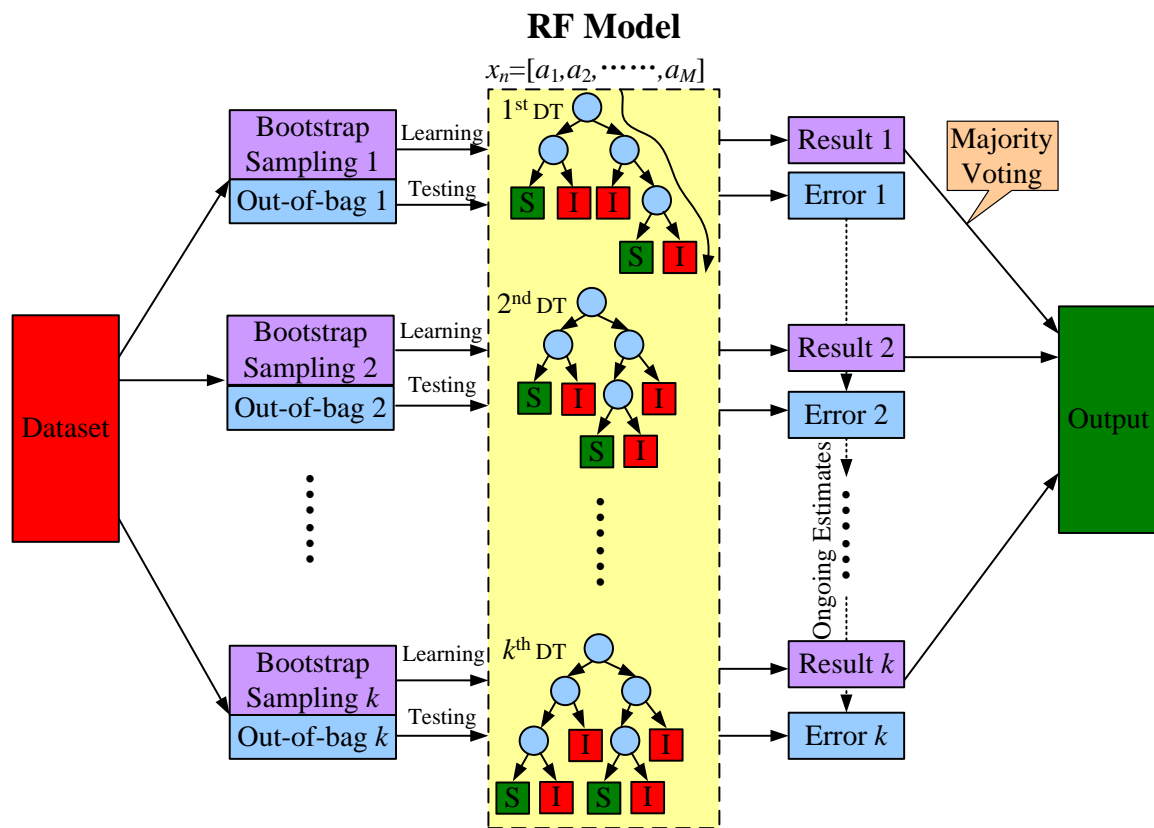 RF Model
xₙ=[a₁,a₂,⋯⋯,a_M]
Dataset
Bootstrap
Sampling 1
Out-of-bag 1
Learning
Testing
1st DT
S
I
I
S
I
Result 1
Error 1
Majority
Voting
Bootstrap
Sampling 2
Out-of-bag 2
Learning
Testing
2nd DT
S
I
I
S
I
Result 2
Error 2
Output
Ongoing Estimates
Bootstrap
Sampling k
Out-of-bag k
Learning
Testing
kth DT
I
I
S
I
S
I
Result k
Error k